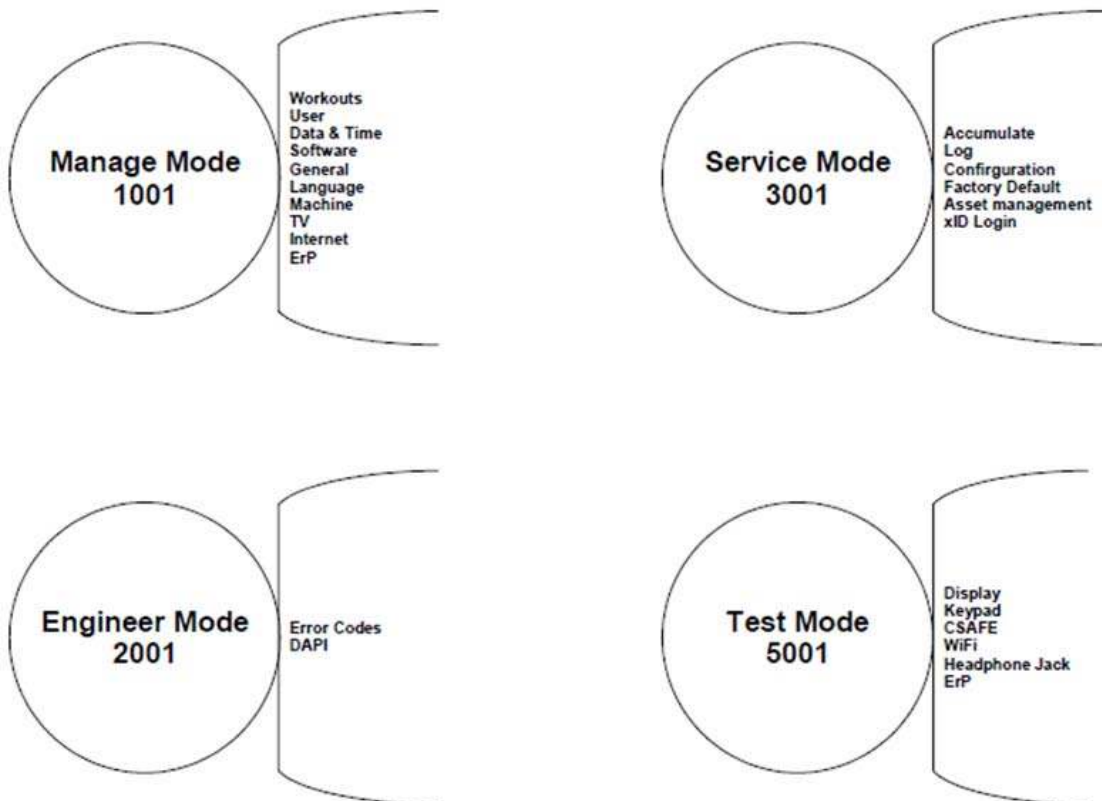 Manage Mode
1001
Workouts
User
Data & Time
Software
General
Language
Machine
TV
Internet
ErP
Service Mode
3001
Accumulate
Log
Confirguration
Factory Default
Asset management
xID Login
Engineer Mode
2001
Error Codes
DAPI
Test Mode
5001
Display
Keypad
CSAFE
WiFi
Headphone Jack
ErP